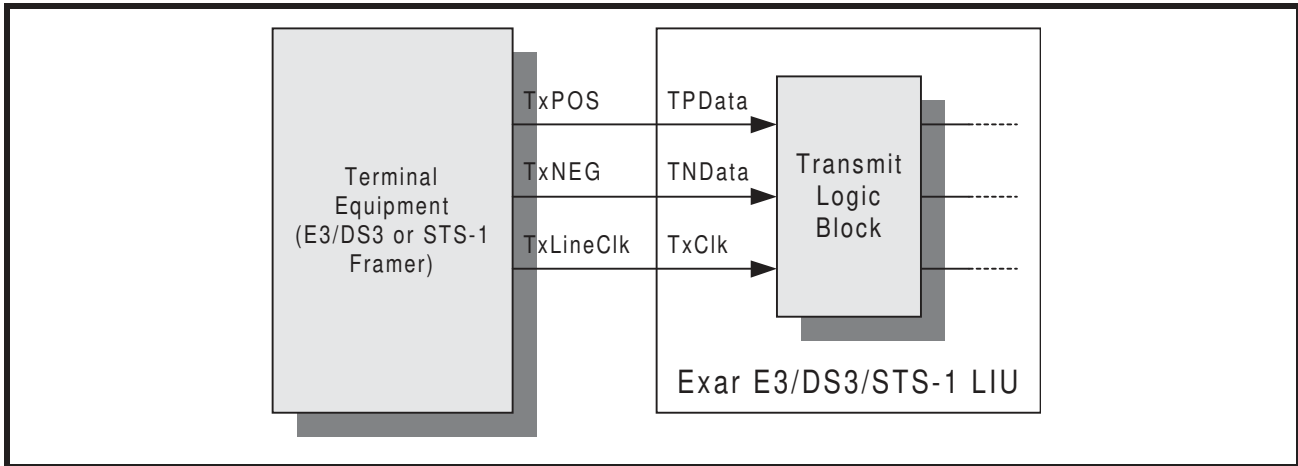 TxPOS
TPData
TxNEG
TNData
TxLineClk
TxClk
Terminal
Equipment
(E3/DS3 or STS-1
Framer)
Transmit
Logic
Block
Exar E3/DS3/STS-1 LIU